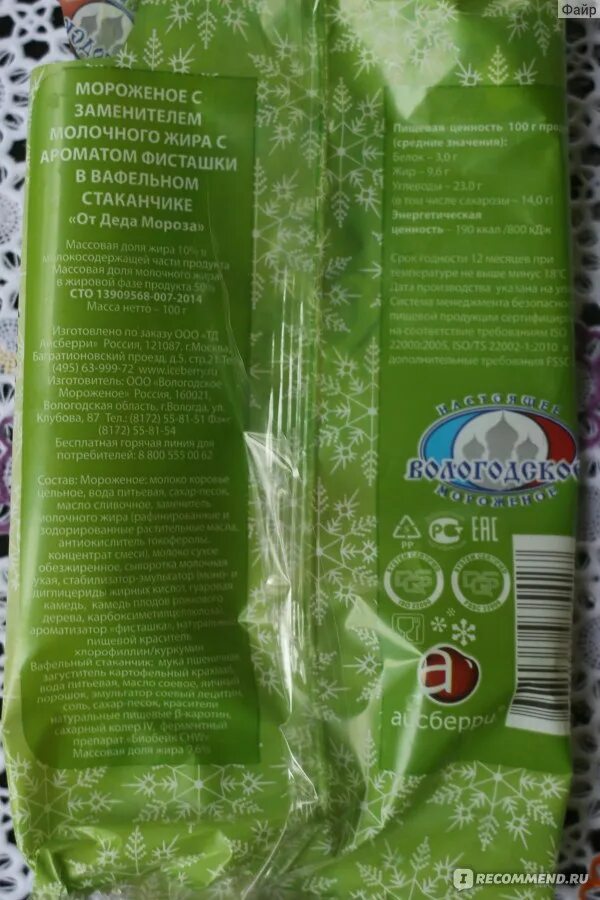 Файр
МОРОЖЕНОЕ С
ЗАМЕНИТЕЛЕМ
МОЛОЧНОГО ЖИРА С
АРОМАТОМ ФИСТАШКИ
В ВАФЕЛЬНОМ
СТАКАНЧИКЕ
«От Деда Мороза»
Массовая доля жира 10% в
молокосодержащей части продукта
Массовая доля молочного жира
в жировой фазе продукта 50%
СТО 13909568-007-2014
Масса нетто – 100 г
Изготовлено по заказу ООО «ТД
Айсберри» Россия, 121087, г.Москва,
Багратионовский проезд, д.5, стр.21 Тел
(495) 63-999-72 www.iceberry.ru
Изготовитель: ООО «Вологодское
Мороженое» Россия, 160021,
Вологодская область, г.Вологда, ул.
Клубова, 87 Тел.: (8172) 55-81-51 Факс:
(8172) 55-81-54
Бесплатная горячая линия для
потребителей: 8 800 555 00 62
Состав: Мороженое: молоко коровье
цельное, вода питьевая, сахар-песок,
масло сливочное, заменитель
молочного жира (рафинированные и
дезодорированные растительные масла,
антиокислитель токоферолы,
концентрат смеси), молоко сухое
обезжиренное, сыворотка молочная
сухая, стабилизатор-эмульгатор (моно- и
диглицериды жирных кислот, гуаровая
камедь, камедь плодов рожкового
дерева, карбоксиметилцеллюлоза),
ароматизатор «фисташка», натуральный
пищевой краситель
хлорофиллин/куркумин
Вафельный стаканчик: мука пшеничная,
загуститель картофельный крахмал,
вода питьевая, масло соевое, яичный
порошок, эмульгатор соевый лецитин,
соль, сахар-песок, красители
натуральные пищевые β-каротин,
сахарный колер IV, ферментный
препарат
Массовая доля жира
Пищевая ценность 100 г прод
(средние значения):
Белок – 3,0 г
Жир – 9,6 г
Углеводы – 23,0 г
(в том числе сахарозы – 14,0 г)
Энергетическая
ценность – 190 ккал /800 кДж
Срок годности 12 месяцев при
температуре не выше минус 18°С
Дата производства указана на упа
Система менеджмента безопасно
пищевой продукции сертифицир
на соответствие требованиям ISO
22000:2005, ISO/TS 22002-1:2010 и
дополнительные требования FSSC
НАСТОЯЩЕЕ
ВОЛОГОДСКОЕ
МОРОЖЕНОЕ
PP
РС
EAC
айсберри
IRECOMMEND.RU